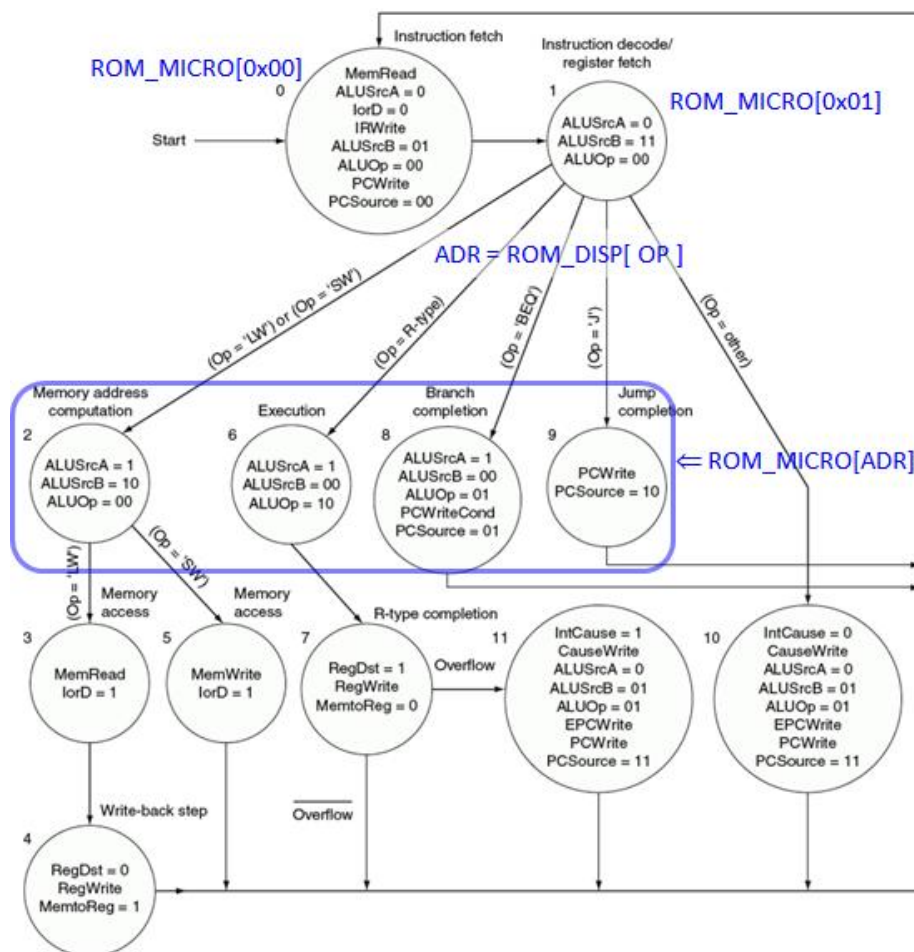 Instruction fetch
Instruction decode/
register fetch
ROM_MICRO[0x00]
0
MemRead
ALUSrcA = 0
IorD = 0
IRWrite
ALUSrcB = 01
ALUOp = 00
PCWrite
PCSource = 00
Start
1
ALUSrcA = 0
ALUSrcB = 11
ALUOp = 00
ROM_MICRO[0x01]
ADR = ROM_DISP[ OP ]
(Op = 'LW') or (Op = 'SW')
(Op = R-type)
(Op = 'BEQ')
(Op = 'J')
(Op = other)
Memory address
computation
2
ALUSrcA = 1
ALUSrcB = 10
ALUOp = 00
Execution
6
ALUSrcA = 1
ALUSrcB = 00
ALUOp = 10
Branch
completion
8
ALUSrcA = 1
ALUSrcB = 00
ALUOp = 01
PCWriteCond
PCSource = 01
Jump
completion
9
PCWrite
PCSource = 10
⇐ ROM_MICRO[ADR]
(Op = 'LW')
(Op = 'SW')
Memory
access
3
MemRead
IorD = 1
Memory
access
5
MemWrite
IorD = 1
R-type completion
7
RegDst = 1
RegWrite
MemtoReg = 0
Overflow
Overflow
11
IntCause = 1
CauseWrite
ALUSrcA = 0
ALUSrcB = 01
ALUOp = 01
EPCWrite
PCWrite
PCSource = 11
10
IntCause = 0
CauseWrite
ALUSrcA = 0
ALUSrcB = 01
ALUOp = 01
EPCWrite
PCWrite
PCSource = 11
Write-back step
4
RegDst = 0
RegWrite
MemtoReg = 1